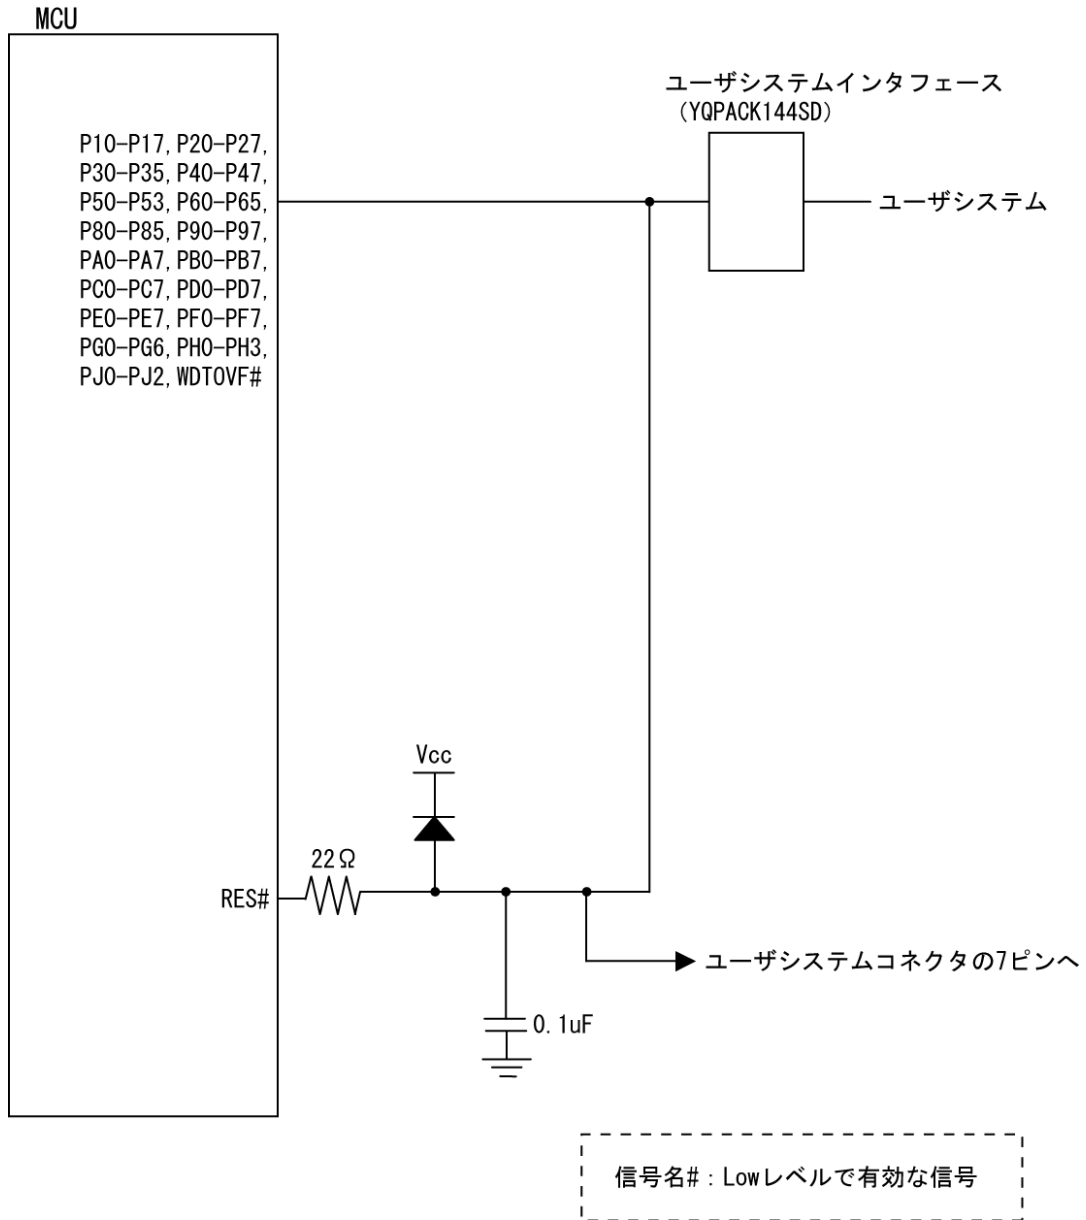 MCU
ユーザシステムインタフェース
(YQPACK144SD)
P10-P17, P20-P27,
P30-P35, P40-P47,
P50-P53, P60-P65,
P80-P85, P90-P97,
PA0-PA7, PB0-PB7,
PC0-PC7, PD0-PD7,
PE0-PE7, PF0-PF7,
PG0-PG6, PH0-PH3,
PJ0-PJ2, WDTOVF#
ユーザシステム
Vcc
22Ω
RES#
ユーザシステムコネクタの7ピンへ
0.1uF
信号名# : Lowレベルで有効な信号